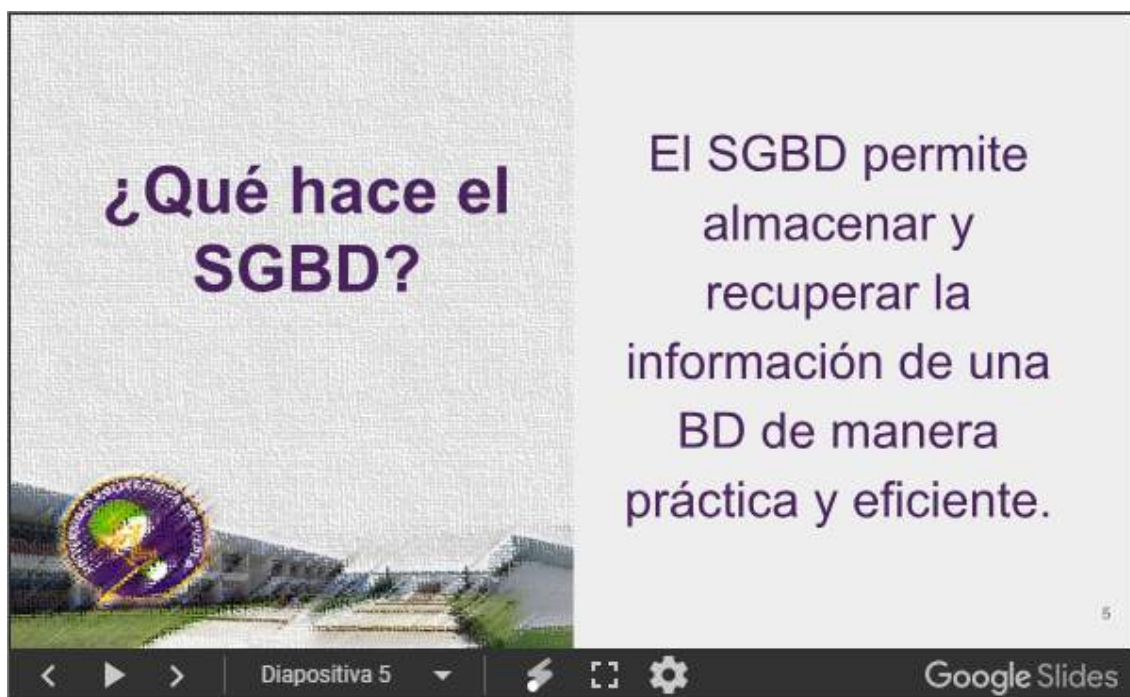 ¿Qué hace el
SGBD?
El SGBD permite
almacenar y
recuperar la
información de una
BD de manera
práctica y eficiente.
5
Diapositiva 5
Google Slides